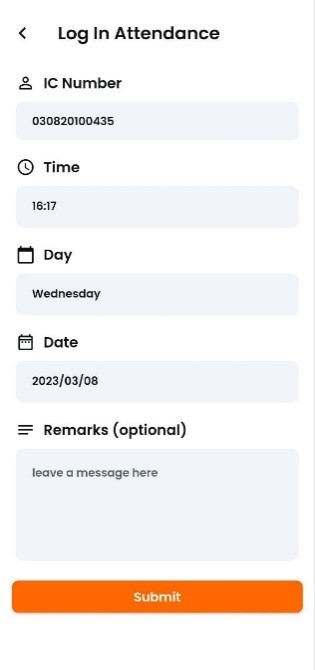 Log In Attendance
IC Number
030820100435
Time
16:17
Day
Wednesday
Date
2023/03/08
Remarks (optional)
leave a message here
Submit